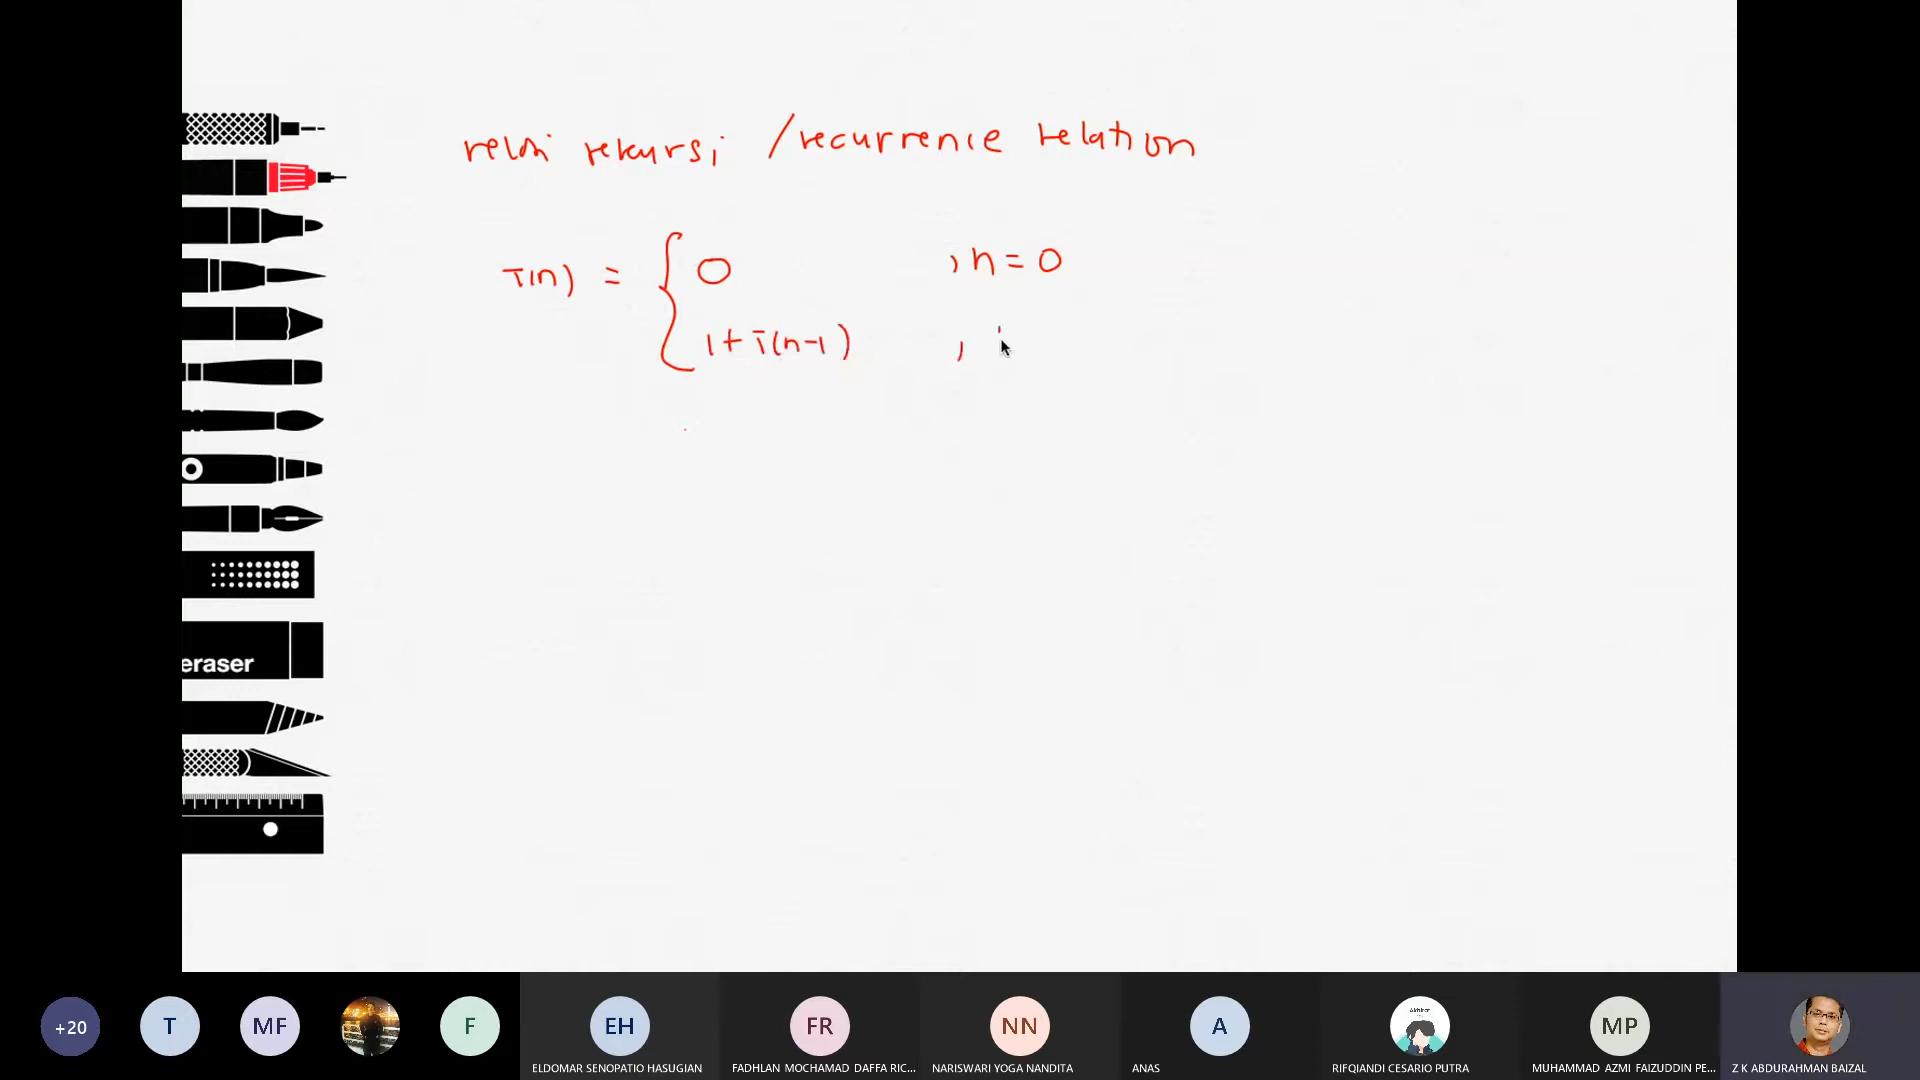 relasi rekursi / recurrence relation
T(n) = { 0 , n = 0
1 + T(n-1) ,
eraser
+20
T
MF
F
EH
FR
NN
A
MP
ELDOMAR SENOPATIO HASUGIAN
FADHLAN MOCHAMAD DAFFA RIC...
NARISWARI YOGA NANDITA
ANAS
RIFQIANDI CESARIO PUTRA
MUHAMMAD AZMI FAIZUDDIN PE...
Z K ABDURAHMAN BAIZAL